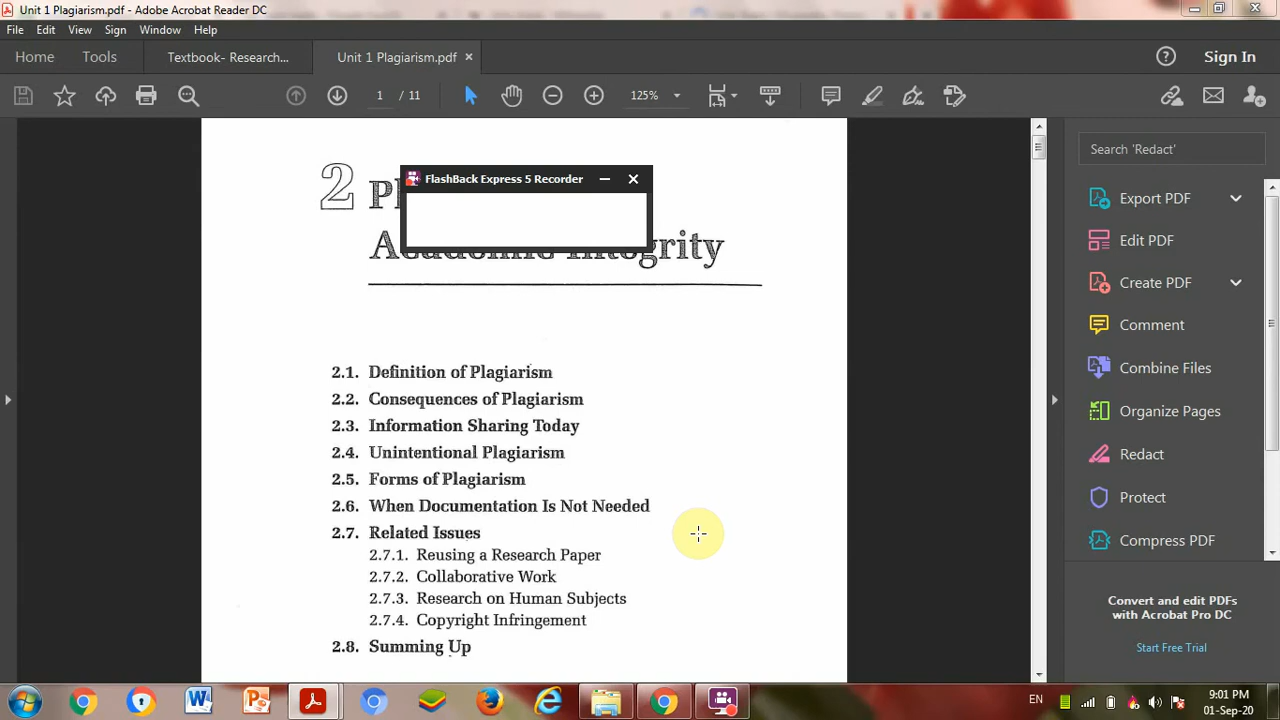 Unit 1 Plagiarism.pdf - Adobe Acrobat Reader DC
File Edit View Sign Window Help
Home Tools Textbook- Research... Unit 1 Plagiarism.pdf Sign In
1 / 11 125%
Search 'Redact'
FlashBack Express 5 Recorder
2
Academic Integrity
2.1. Definition of Plagiarism
2.2. Consequences of Plagiarism
2.3. Information Sharing Today
2.4. Unintentional Plagiarism
2.5. Forms of Plagiarism
2.6. When Documentation Is Not Needed
2.7. Related Issues
2.7.1. Reusing a Research Paper
2.7.2. Collaborative Work
2.7.3. Research on Human Subjects
2.7.4. Copyright Infringement
2.8. Summing Up
Export PDF
Edit PDF
Create PDF
Comment
Combine Files
Organize Pages
Redact
Protect
Compress PDF
Convert and edit PDFs
with Acrobat Pro DC
Start Free Trial
EN
9:01 PM
01-Sep-20